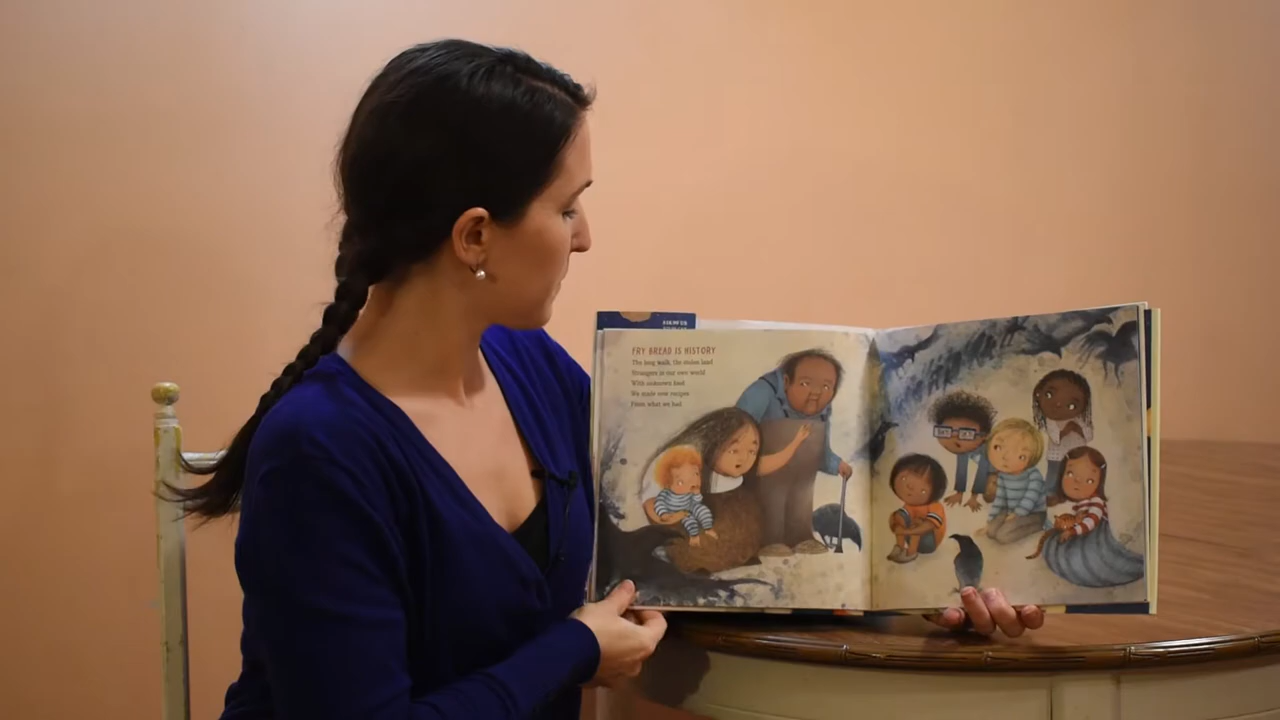 FRY BREAD IS HISTORY
The long walk, the stolen land
Strangers in our own world
With unknown food
We made new recipes
From what we had